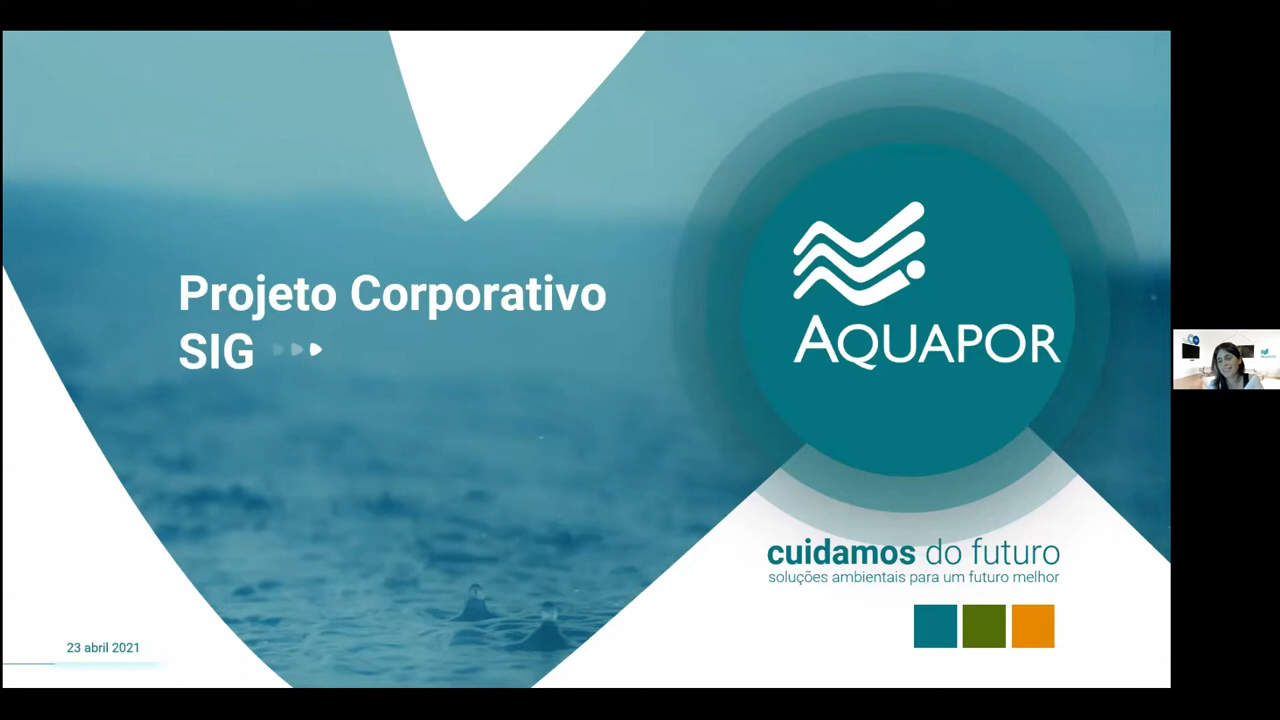 Projeto Corporativo
SIG
AQUAPOR
cuidamos do futuro
soluções ambientais para um futuro melhor
23 abril 2021